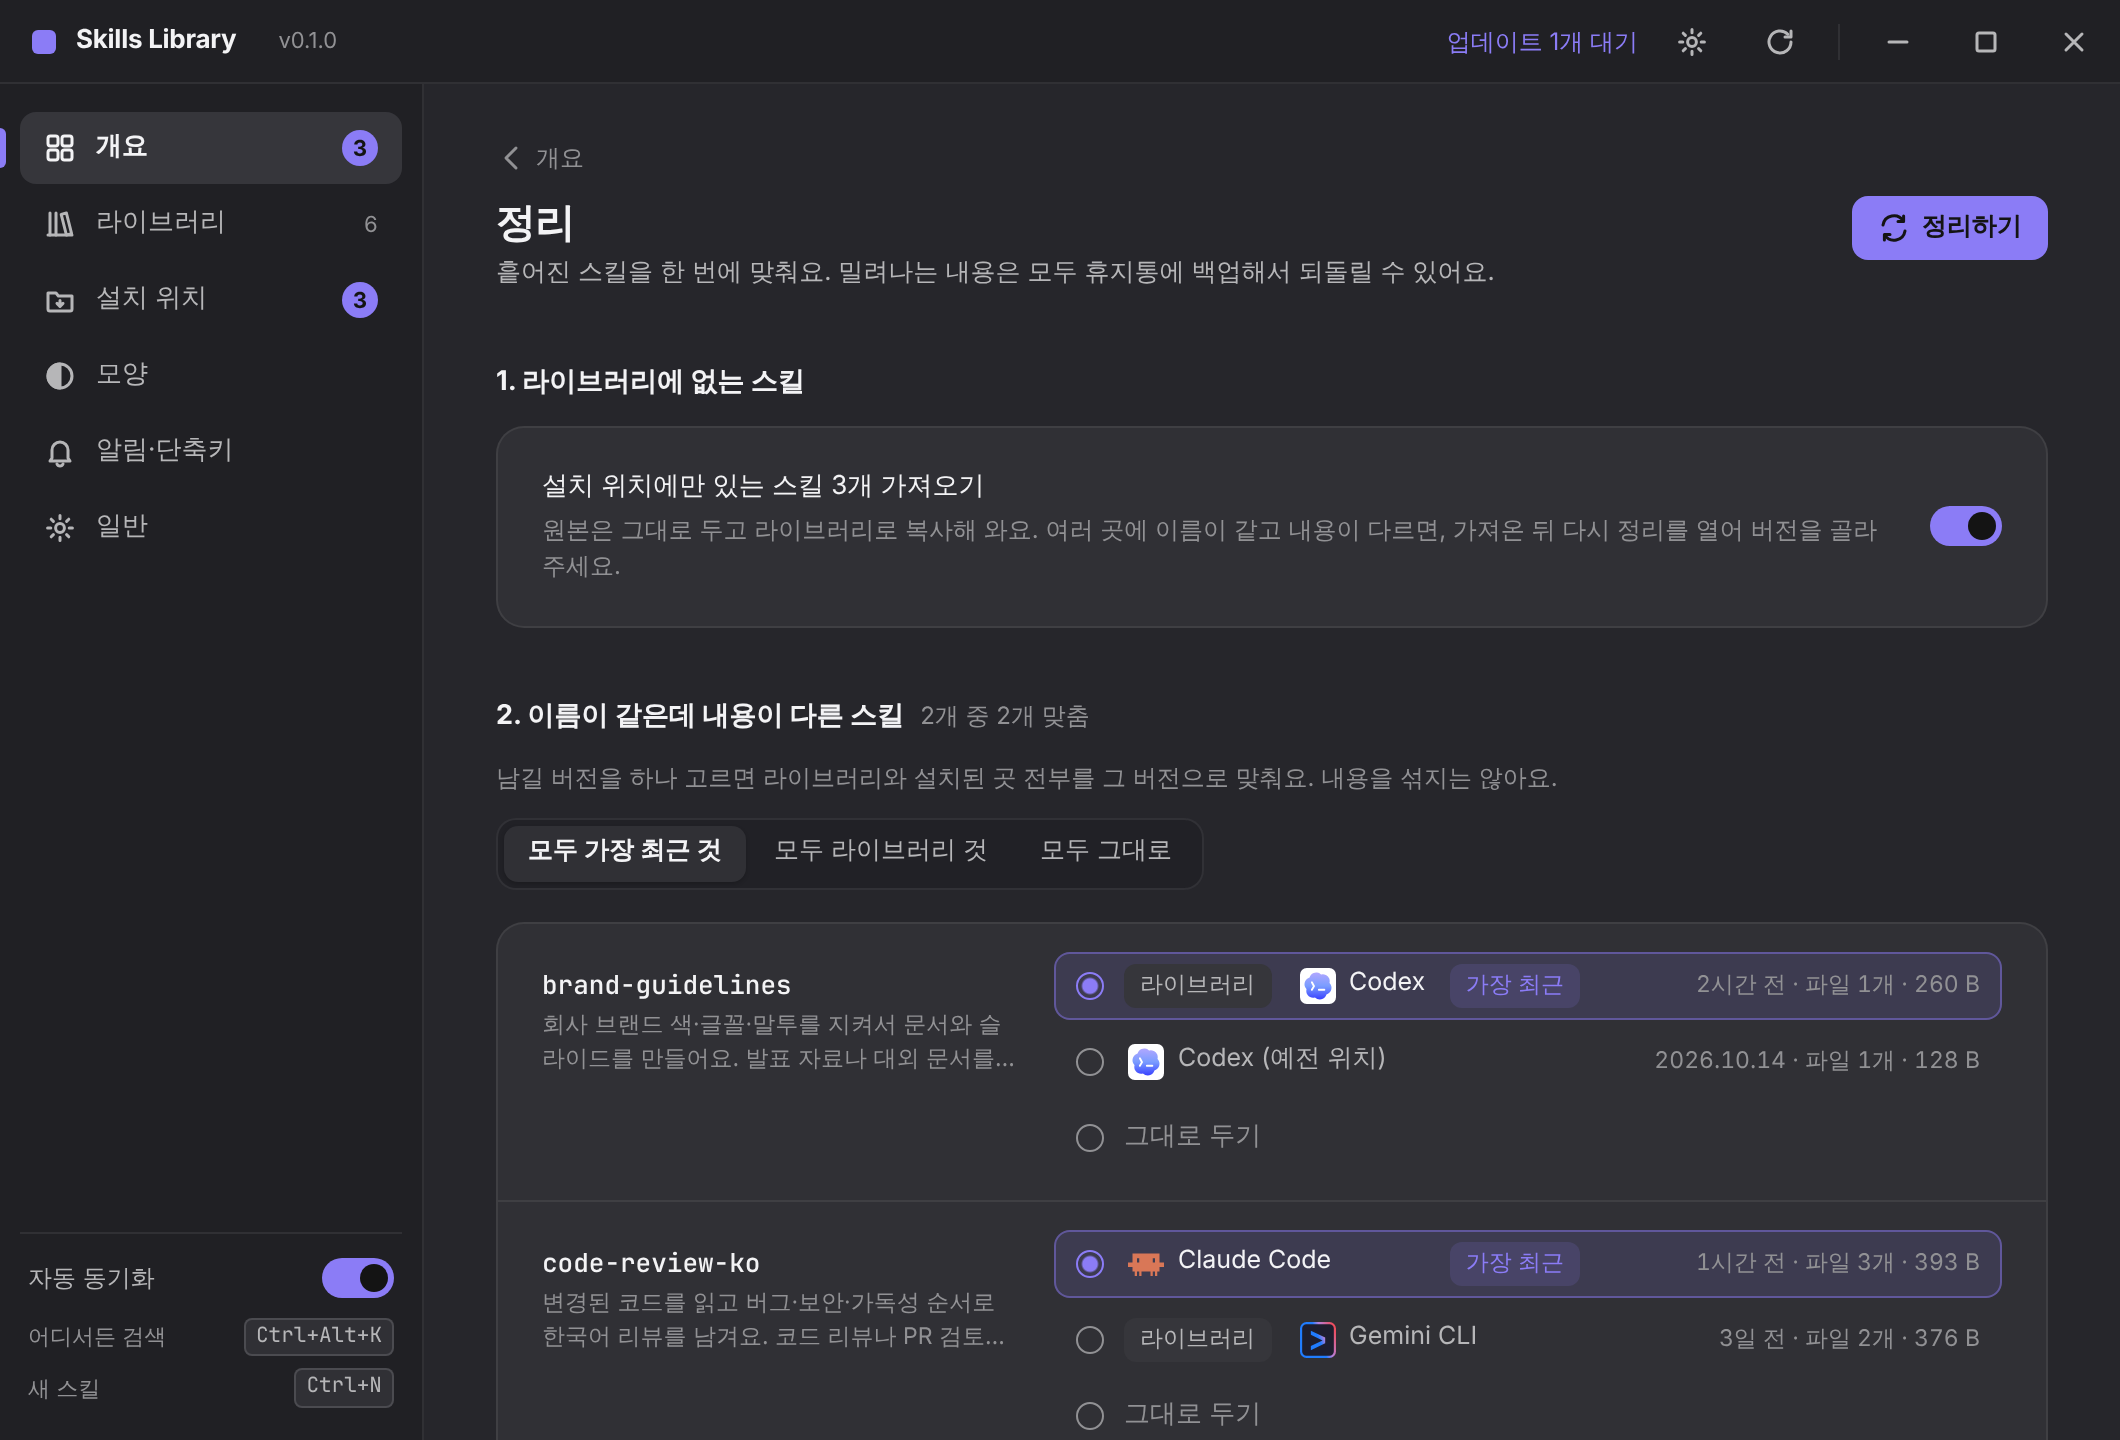 Skills Library v0.1.0
업데이트 1개 대기
개요 3
라이브러리 6
설치 위치 3
모양
알림·단축키
일반
자동 동기화
어디서든 검색 Ctrl+Alt+K
새 스킬 Ctrl+N
개요
정리
정리하기
흩어진 스킬을 한 번에 맞춰요. 밀려나는 내용은 모두 휴지통에 백업해서 되돌릴 수 있어요.
1. 라이브러리에 없는 스킬
설치 위치에만 있는 스킬 3개 가져오기
원본은 그대로 두고 라이브러리로 복사해 와요. 여러 곳에 이름이 같고 내용이 다르면, 가져온 뒤 다시 정리를 열어 버전을 골라
주세요.
2. 이름이 같은데 내용이 다른 스킬 2개 중 2개 맞춤
남길 버전을 하나 고르면 라이브러리와 설치된 곳 전부를 그 버전으로 맞춰요. 내용을 섞지는 않아요.
모두 가장 최근 것 모두 라이브러리 것 모두 그대로
brand-guidelines
회사 브랜드 색·글꼴·말투를 지켜서 문서와 슬
라이드를 만들어요. 발표 자료나 대외 문서를...
라이브러리 Codex 가장 최근 2시간 전 · 파일 1개 · 260 B
Codex (예전 위치) 2026.10.14 · 파일 1개 · 128 B
그대로 두기
code-review-ko
변경된 코드를 읽고 버그·보안·가독성 순서로
한국어 리뷰를 남겨요. 코드 리뷰나 PR 검토...
Claude Code 가장 최근 1시간 전 · 파일 3개 · 393 B
라이브러리 Gemini CLI 3일 전 · 파일 2개 · 376 B
그대로 두기